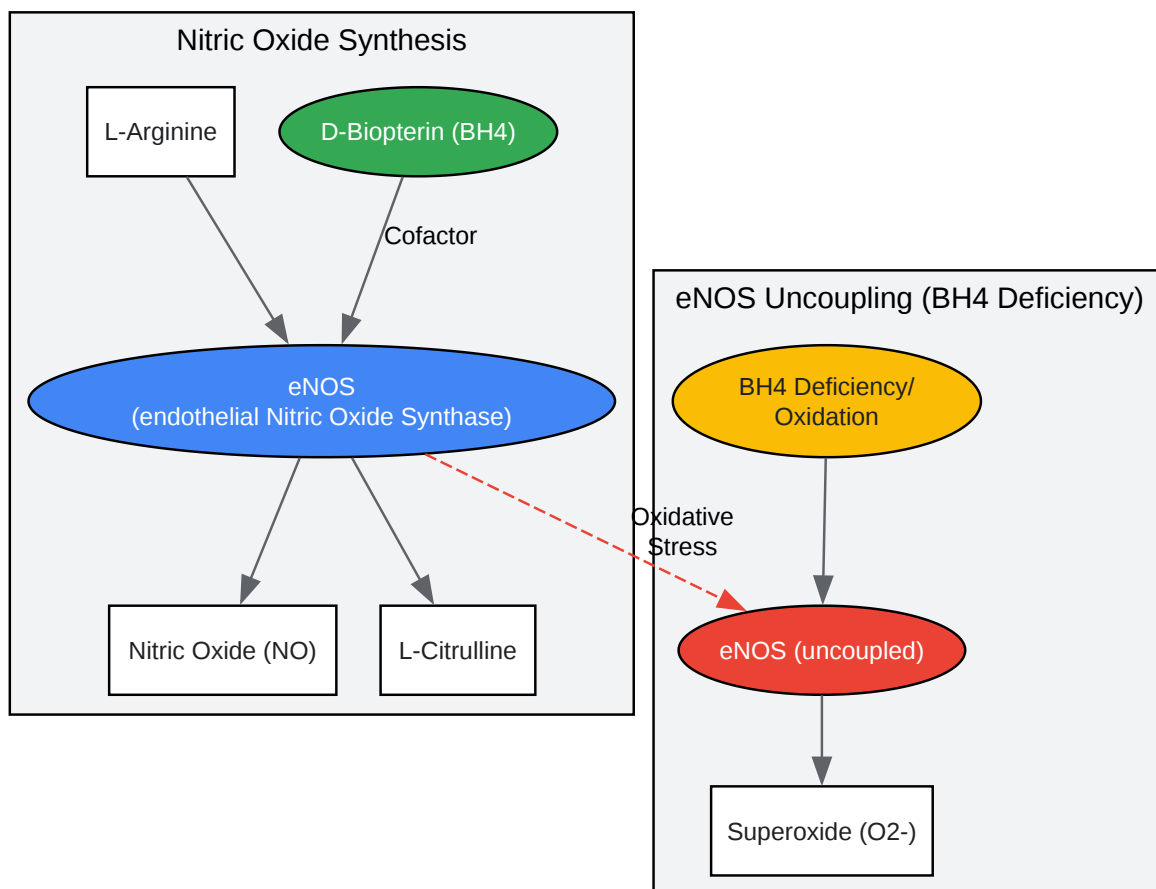 Nitric Oxide Synthesis
L-Arginine
D-Biopterin (BH4)
Cofactor
eNOS
(endothelial Nitric Oxide Synthase)
Nitric Oxide (NO)
L-Citrulline
Oxidative
Stress
eNOS Uncoupling (BH4 Deficiency)
BH4 Deficiency/
Oxidation
eNOS (uncoupled)
Superoxide (O2-)